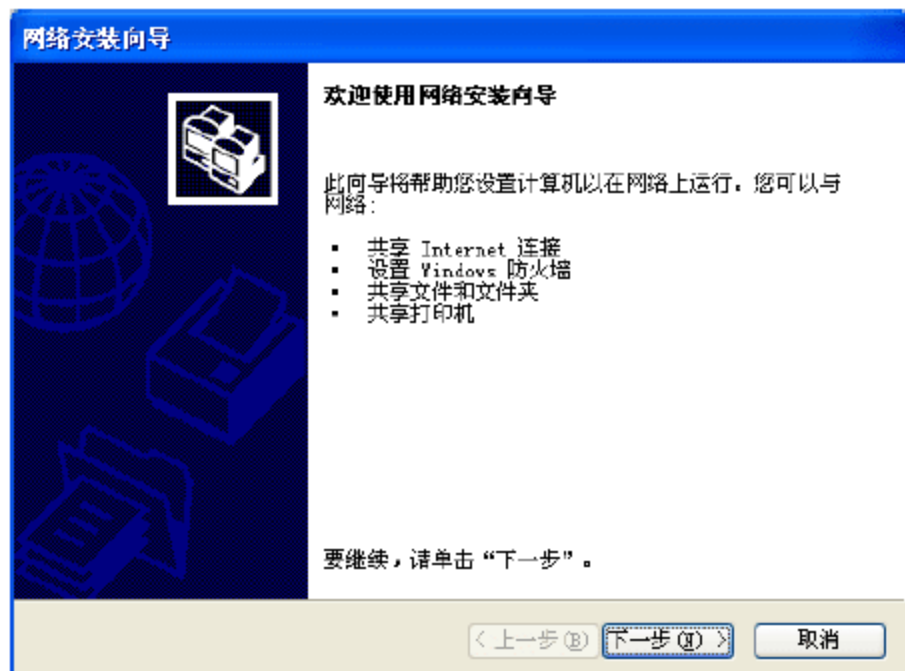 网络安装向导
欢迎使用网络安装向导
此向导将帮助您设置计算机以在网络上运行。您可以与
网络:
▪ 共享 Internet 连接
▪ 设置 Windows 防火墙
▪ 共享文件和文件夹
▪ 共享打印机
要继续，请单击“下一步”。
< 上一步(B) 下一步(N) > 取消